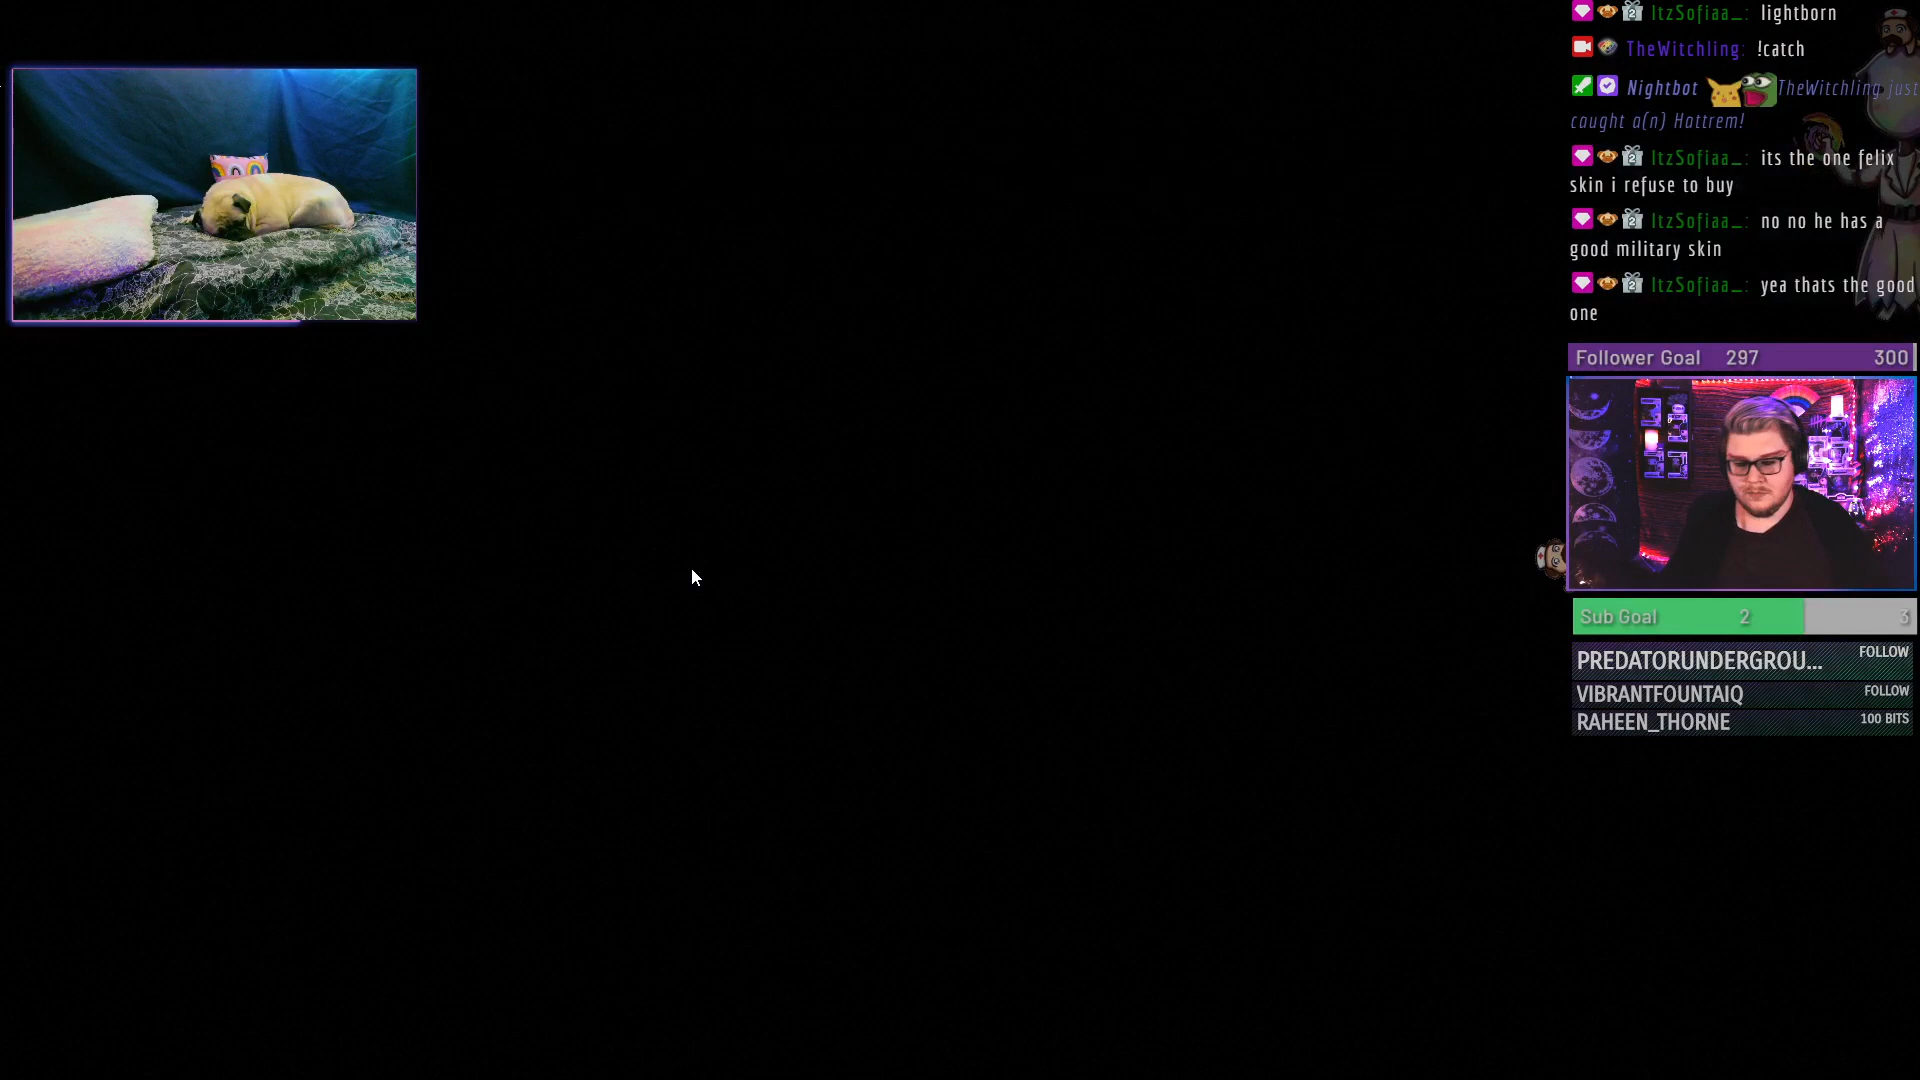 ItzSofiaa_: lightborn
TheWitchling: !catch
Nightbot TheWitchling just
caught a(n) Hattrem!
ItzSofiaa_: its the one felix
skin i refuse to buy
ItzSofiaa_: no no he has a
good military skin
ItzSofiaa_: yea thats the good
one
Follower Goal 297 300
Sub Goal 2 3
PREDATORUNDERGROU... FOLLOW
VIBRANTFOUNTAIQ FOLLOW
RAHEEN_THORNE 100 BITS